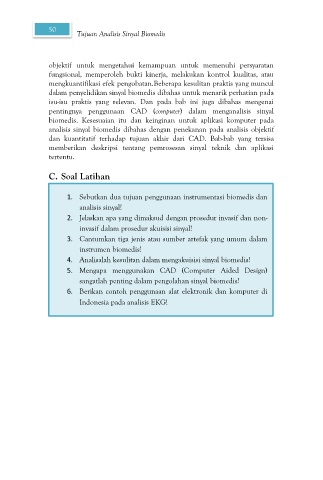 50
Tujuan Analisis Sinyal Biomedis
objektif untuk mengetahui kemampuan untuk memenuhi persyaratan
fungsional, memperoleh bukti kinerja, melakukan kontrol kualitas, atau
mengkuantifikasi efek pengobatan.Beberapa kesulitan praktis yang muncul
dalam penyelidikan sinyal biomedis dibahas untuk menarik perhatian pada
isu-isu praktis yang relevan. Dan pada bab ini juga dibahas mengenai
pentingnya penggunaan CAD (computer) dalam menganalisis sinyal
biomedis. Kesesuaian itu dan keinginan untuk aplikasi komputer pada
analisis sinyal biomedis dibahas dengan penekanan pada analisis objektif
dan kuantitatif terhadap tujuan akhir dari CAD. Bab-bab yang tersisa
memberikan deskripsi tentang pemrosesan sinyal teknik dan aplikasi
tertentu.
C. Soal Latihan
1. Sebutkan dua tujuan penggunaan instrumentasi biomedis dan
analisis sinyal!
2. Jelaskan apa yang dimaksud dengan prosedur invasif dan non-
invasif dalam prosedur akuisisi sinyal!
3. Cantumkan tiga jenis atau sumber artefak yang umum dalam
instrumen biomedis!
4. Analisalah kesulitan dalam mengakuisisi sinyal biomedis!
5. Mengapa menggunakan CAD (Computer Aided Design)
sangatlah penting dalam pengolahan sinyal biomedis!
6. Berikan contoh penggunaan alat elektronik dan komputer di
Indonesia pada analisis EKG!